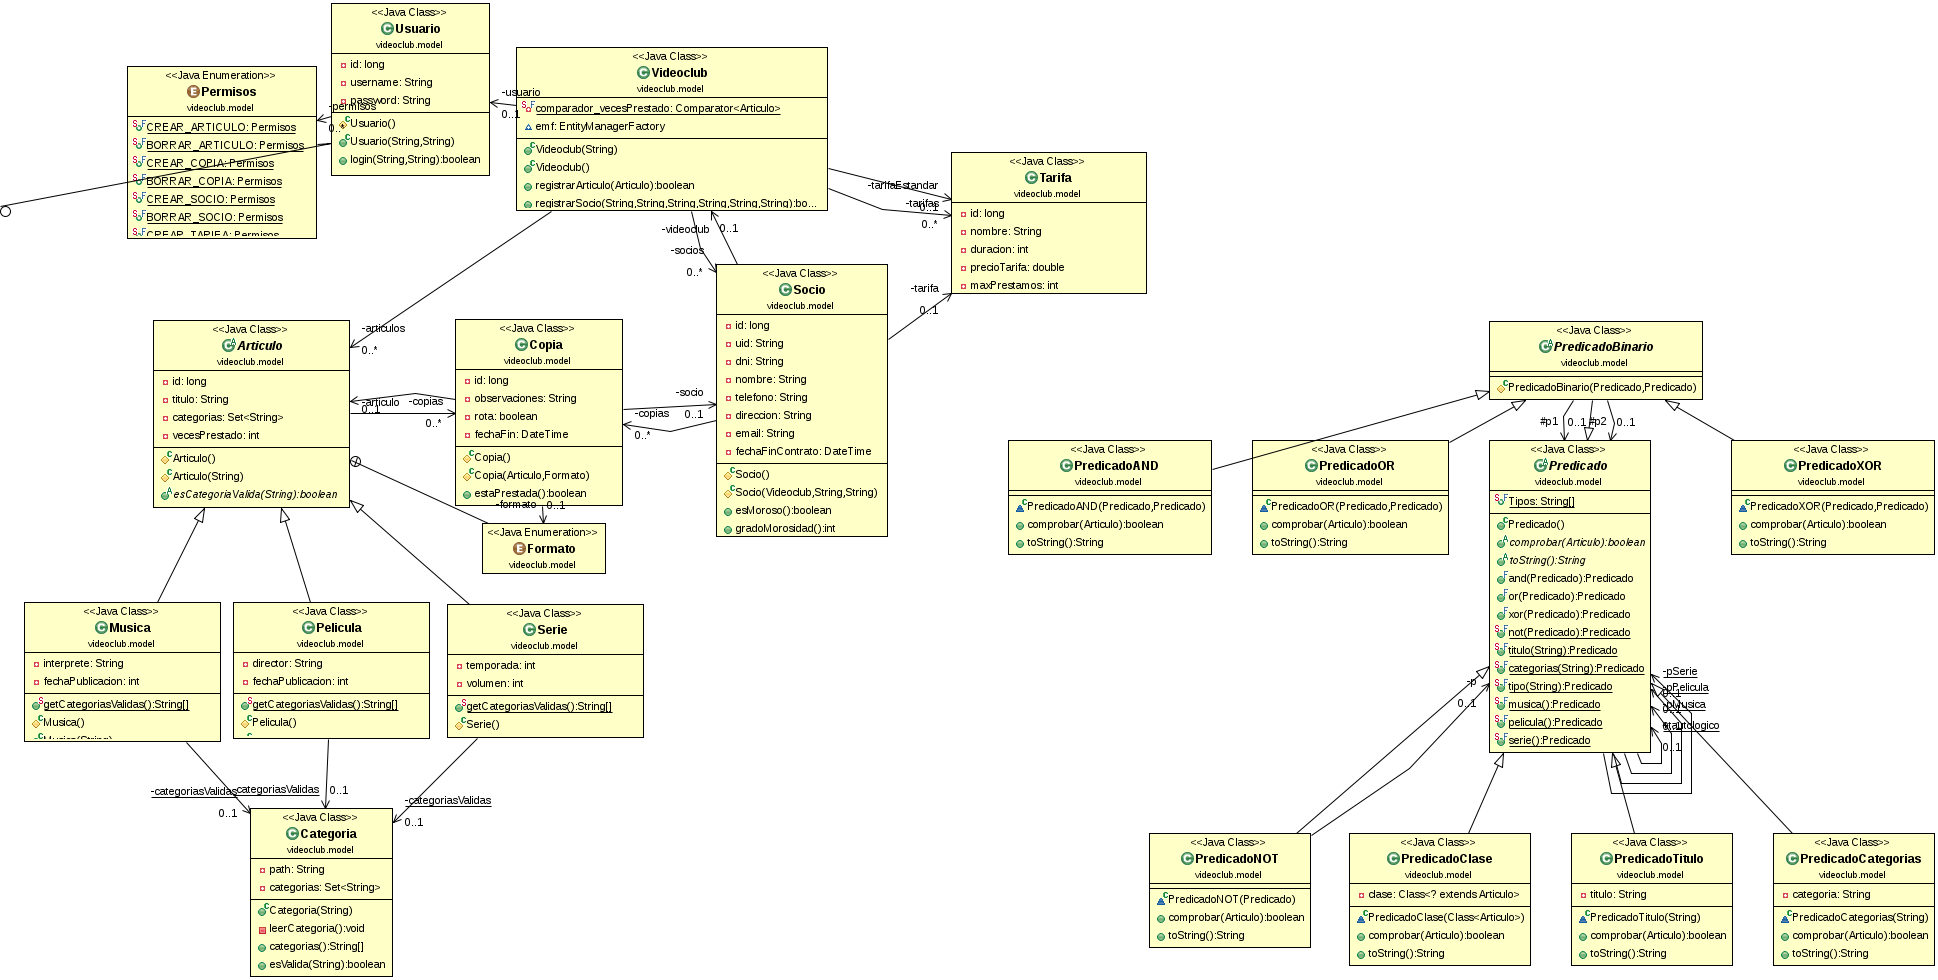 <<Java Class>>
Usuario
videoclub.model
id: long
username: String
password: String
Usuario()
Usuario(String,String)
login(String,String):boolean
<<Java Enumeration>>
Permisos
videoclub.model
CREAR_ARTICULO: Permisos
BORRAR_ARTICULO: Permisos
CREAR_COPIA: Permisos
BORRAR_COPIA: Permisos
CREAR_SOCIO: Permisos
BORRAR_SOCIO: Permisos
CREAR_TARIFA: Permisos
-permisos
0..
-usuario
0..1
<<Java Class>>
Videoclub
videoclub.model
comparador_vecesPrestado: Comparator<Articulo>
emf: EntityManagerFactory
Videoclub(String)
Videoclub()
registrarArticulo(Articulo):boolean
registrarSocio(String,String,String,String,String,String):bo...
-tarifaEstandar
0..1
-tarifas
0..*
<<Java Class>>
Tarifa
videoclub.model
id: long
nombre: String
duracion: int
precioTarifa: double
maxPrestamos: int
-videoclub
0..1
-socios
0..*
-tarifa
0..1
<<Java Class>>
Socio
videoclub.model
id: long
uid: String
dni: String
nombre: String
telefono: String
direccion: String
email: String
fechaFinContrato: DateTime
Socio()
Socio(Videoclub,String,String)
esMoroso():boolean
gradoMorosidad():int
-articulos
0..*
<<Java Class>>
Articulo
videoclub.model
id: long
titulo: String
categorias: Set<String>
vecesPrestado: int
Articulo()
Articulo(String)
esCategoriaValida(String):boolean
-articulo
0..1
-copias
0..*
<<Java Class>>
Copia
videoclub.model
id: long
observaciones: String
rota: boolean
fechaFin: DateTime
Copia()
Copia(Articulo,Formato)
estaPrestada():boolean
-socio
0..1
-copias
0..*
-formato
0..1
<<Java Enumeration>>
Formato
videoclub.model
<<Java Class>>
Musica
videoclub.model
interprete: String
fechaPublicacion: int
getCategoriasValidas():String[]
Musica()
Musica(String)
<<Java Class>>
Pelicula
videoclub.model
director: String
fechaPublicacion: int
getCategoriasValidas():String[]
Pelicula()
<<Java Class>>
Serie
videoclub.model
temporada: int
volumen: int
getCategoriasValidas():String[]
Serie()
-categoriasValidas
0..1
categoriasValidas
0..1
-categoriasValidas
0..1
<<Java Class>>
Categoria
videoclub.model
path: String
categorias: Set<String>
Categoria(String)
leerCategoria():void
categorias():String[]
esValida(String):boolean
<<Java Class>>
PredicadoBinario
videoclub.model
PredicadoBinario(Predicado,Predicado)
#p1
0..1
#p2
0..1
<<Java Class>>
PredicadoAND
videoclub.model
PredicadoAND(Predicado,Predicado)
comprobar(Articulo):boolean
toString():String
<<Java Class>>
PredicadoOR
videoclub.model
PredicadoOR(Predicado,Predicado)
comprobar(Articulo):boolean
toString():String
<<Java Class>>
Predicado
videoclub.model
Tipos: String[]
Predicado()
comprobar(Articulo):boolean
toString():String
and(Predicado):Predicado
or(Predicado):Predicado
xor(Predicado):Predicado
not(Predicado):Predicado
titulo(String):Predicado
categorias(String):Predicado
tipo(String):Predicado
musica():Predicado
pelicula():Predicado
serie():Predicado
<<Java Class>>
PredicadoXOR
videoclub.model
PredicadoXOR(Predicado,Predicado)
comprobar(Articulo):boolean
toString():String
-p
0..1
-pSerie
-pPelicula
0..1
0..1
0..1
<<Java Class>>
PredicadoNOT
videoclub.model
PredicadoNOT(Predicado)
comprobar(Articulo):boolean
toString():String
<<Java Class>>
PredicadoClase
videoclub.model
clase: Class<? extends Articulo>
PredicadoClase(Class<Articulo>)
comprobar(Articulo):boolean
toString():String
<<Java Class>>
PredicadoTitulo
videoclub.model
titulo: String
PredicadoTitulo(String)
comprobar(Articulo):boolean
toString():String
<<Java Class>>
PredicadoCategorias
videoclub.model
categoria: String
PredicadoCategorias(String)
comprobar(Articulo):boolean
toString():String